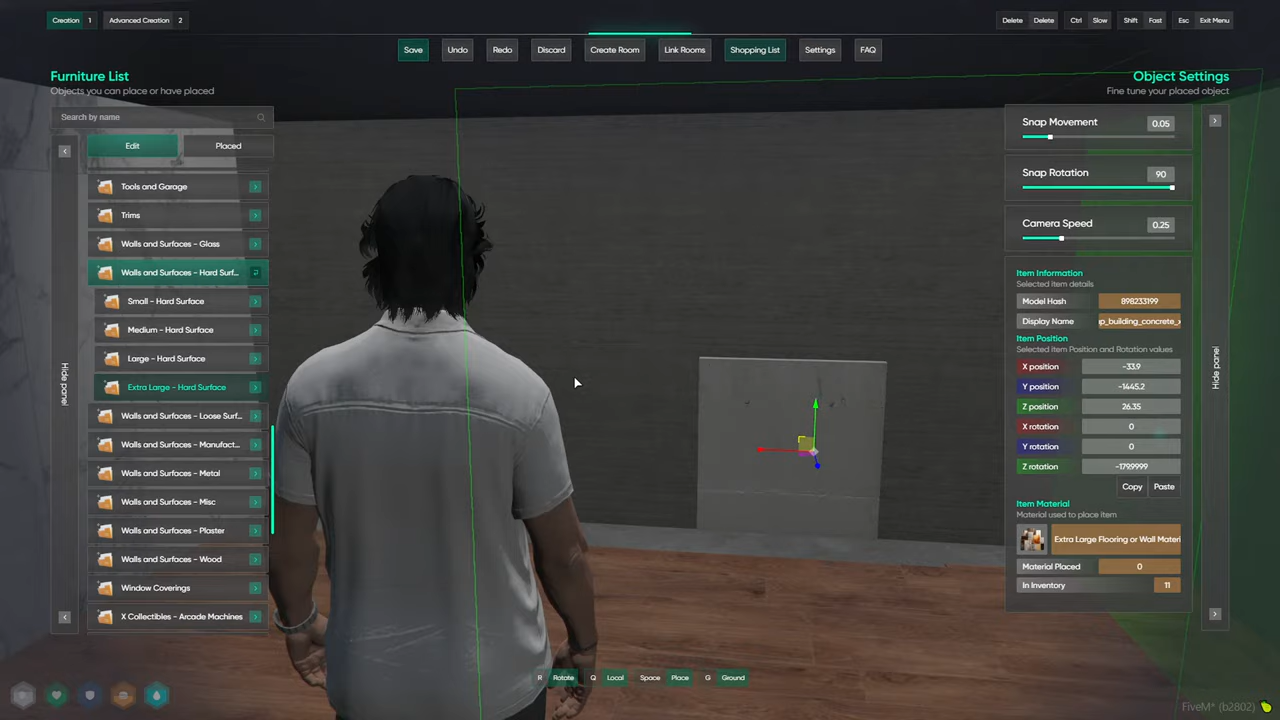 Creation 1
Advanced Creation 2
Delete Delete
Ctrl Slow
Shift Fast
Esc Exit Menu
Save
Undo
Redo
Discard
Create Room
Link Rooms
Shopping List
Settings
FAQ
Furniture List
Objects you can place or have placed
Search by name
Edit
Placed
Hide panel
Tools and Garage
Trims
Walls and Surfaces - Glass
Walls and Surfaces - Hard Surf...
Small - Hard Surface
Medium - Hard Surface
Large - Hard Surface
Extra Large - Hard Surface
Walls and Surfaces - Loose Surf...
Walls and Surfaces - Manufact...
Walls and Surfaces - Metal
Walls and Surfaces - Misc
Walls and Surfaces - Plaster
Walls and Surfaces - Wood
Window Coverings
X Collectibles - Arcade Machines
Object Settings
Fine tune your placed object
Snap Movement 0.05
Snap Rotation 90
Camera Speed 0.25
Item Information
Selected item details
Model Hash 898233199
Display Name p_building_concrete_x
Item Position
Selected item Position and Rotation values
X position -33.9
Y position -1445.2
Z position 26.35
X rotation 0
Y rotation 0
Z rotation -179.9999
Copy Paste
Item Material
Material used to place item
Extra Large Flooring or Wall Materi
Material Placed 0
In Inventory 11
Hide panel
R Rotate
Q Local
Space Place
G Ground
FiveM* (b2802)